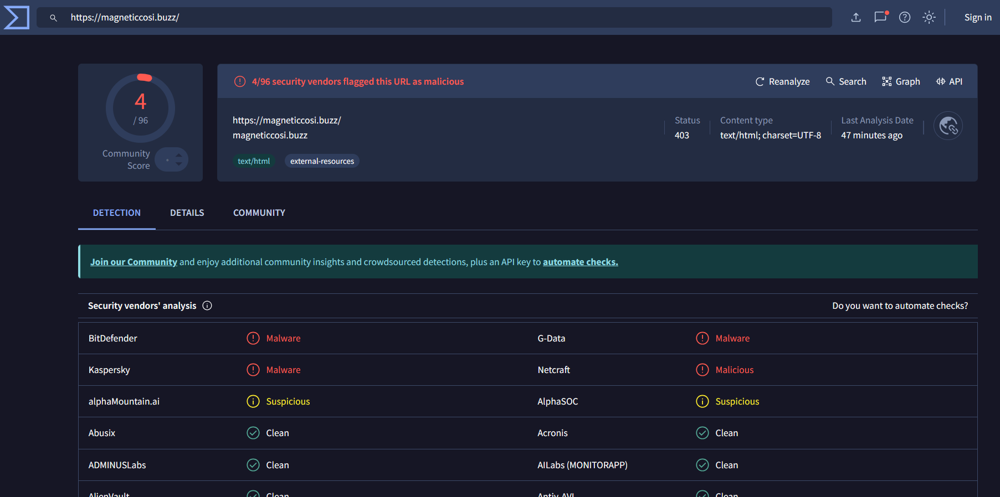 https://magneticcosi.buzz/
Sign in
4
/ 96
Community
Score
4/96 security vendors flagged this URL as malicious
Reanalyze
Search
Graph
API
https://magneticcosi.buzz/
magneticcosi.buzz
text/html
external-resources
Status
403
Content type
text/html; charset=UTF-8
Last Analysis Date
47 minutes ago
DETECTION
DETAILS
COMMUNITY
Join our Community and enjoy additional community insights and crowdsourced detections, plus an API key to automate checks.
Security vendors' analysis
Do you want to automate checks?
BitDefender Malware G-Data Malware
Kaspersky Malware Netcraft Malicious
alphaMountain.ai Suspicious AlphaSOC Suspicious
Abusix Clean Acronis Clean
ADMINUSLabs Clean AILabs (MONITORAPP) Clean
AlienVault Clean Antiy-AVL Clean